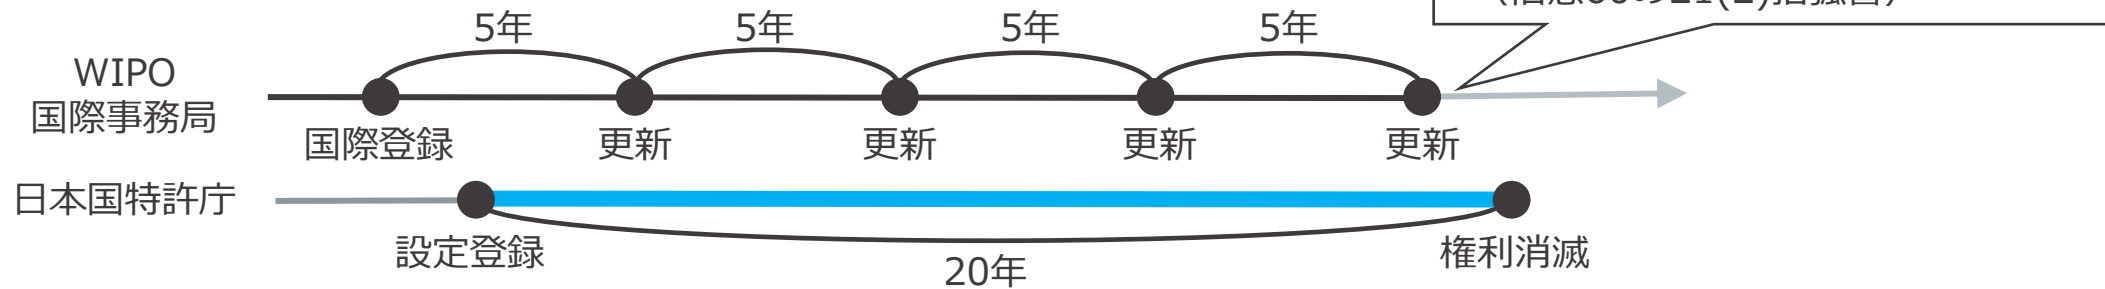 5年 5年 5年 5年
WIPO
国際事務局
国際登録 更新 更新 更新 更新
日本国特許庁
設定登録 権利消滅
20年